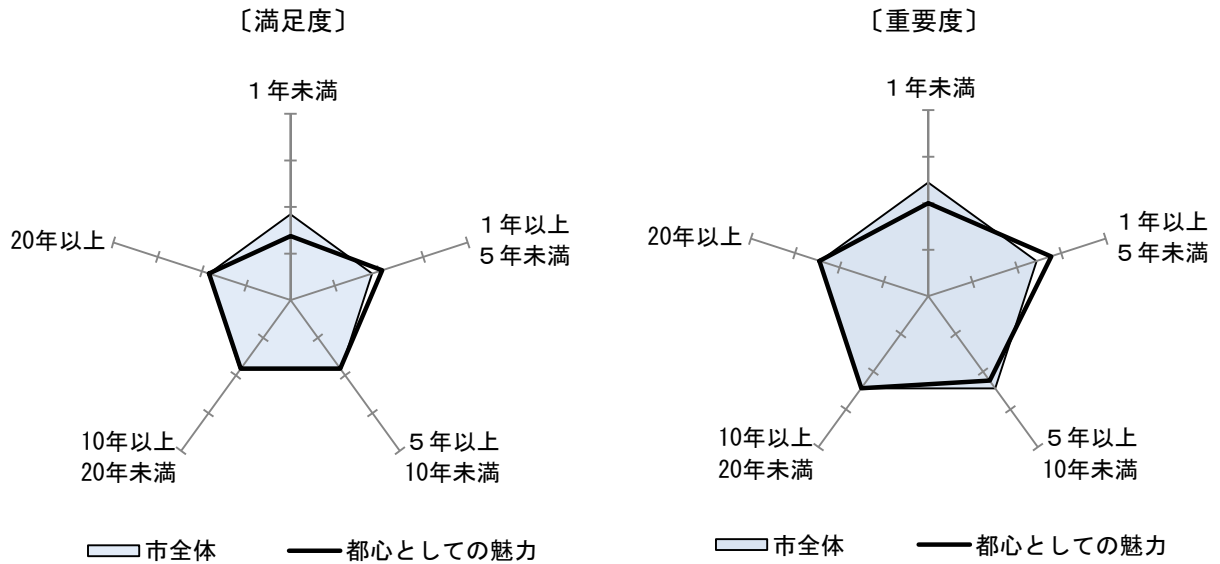 〔満足度〕
１年未満
１年以上
５年未満
５年以上
10年未満
10年以上
20年未満
20年以上
市全体
都心としての魅力
〔重要度〕
１年未満
１年以上
５年未満
５年以上
10年未満
10年以上
20年未満
20年以上
市全体
都心としての魅力